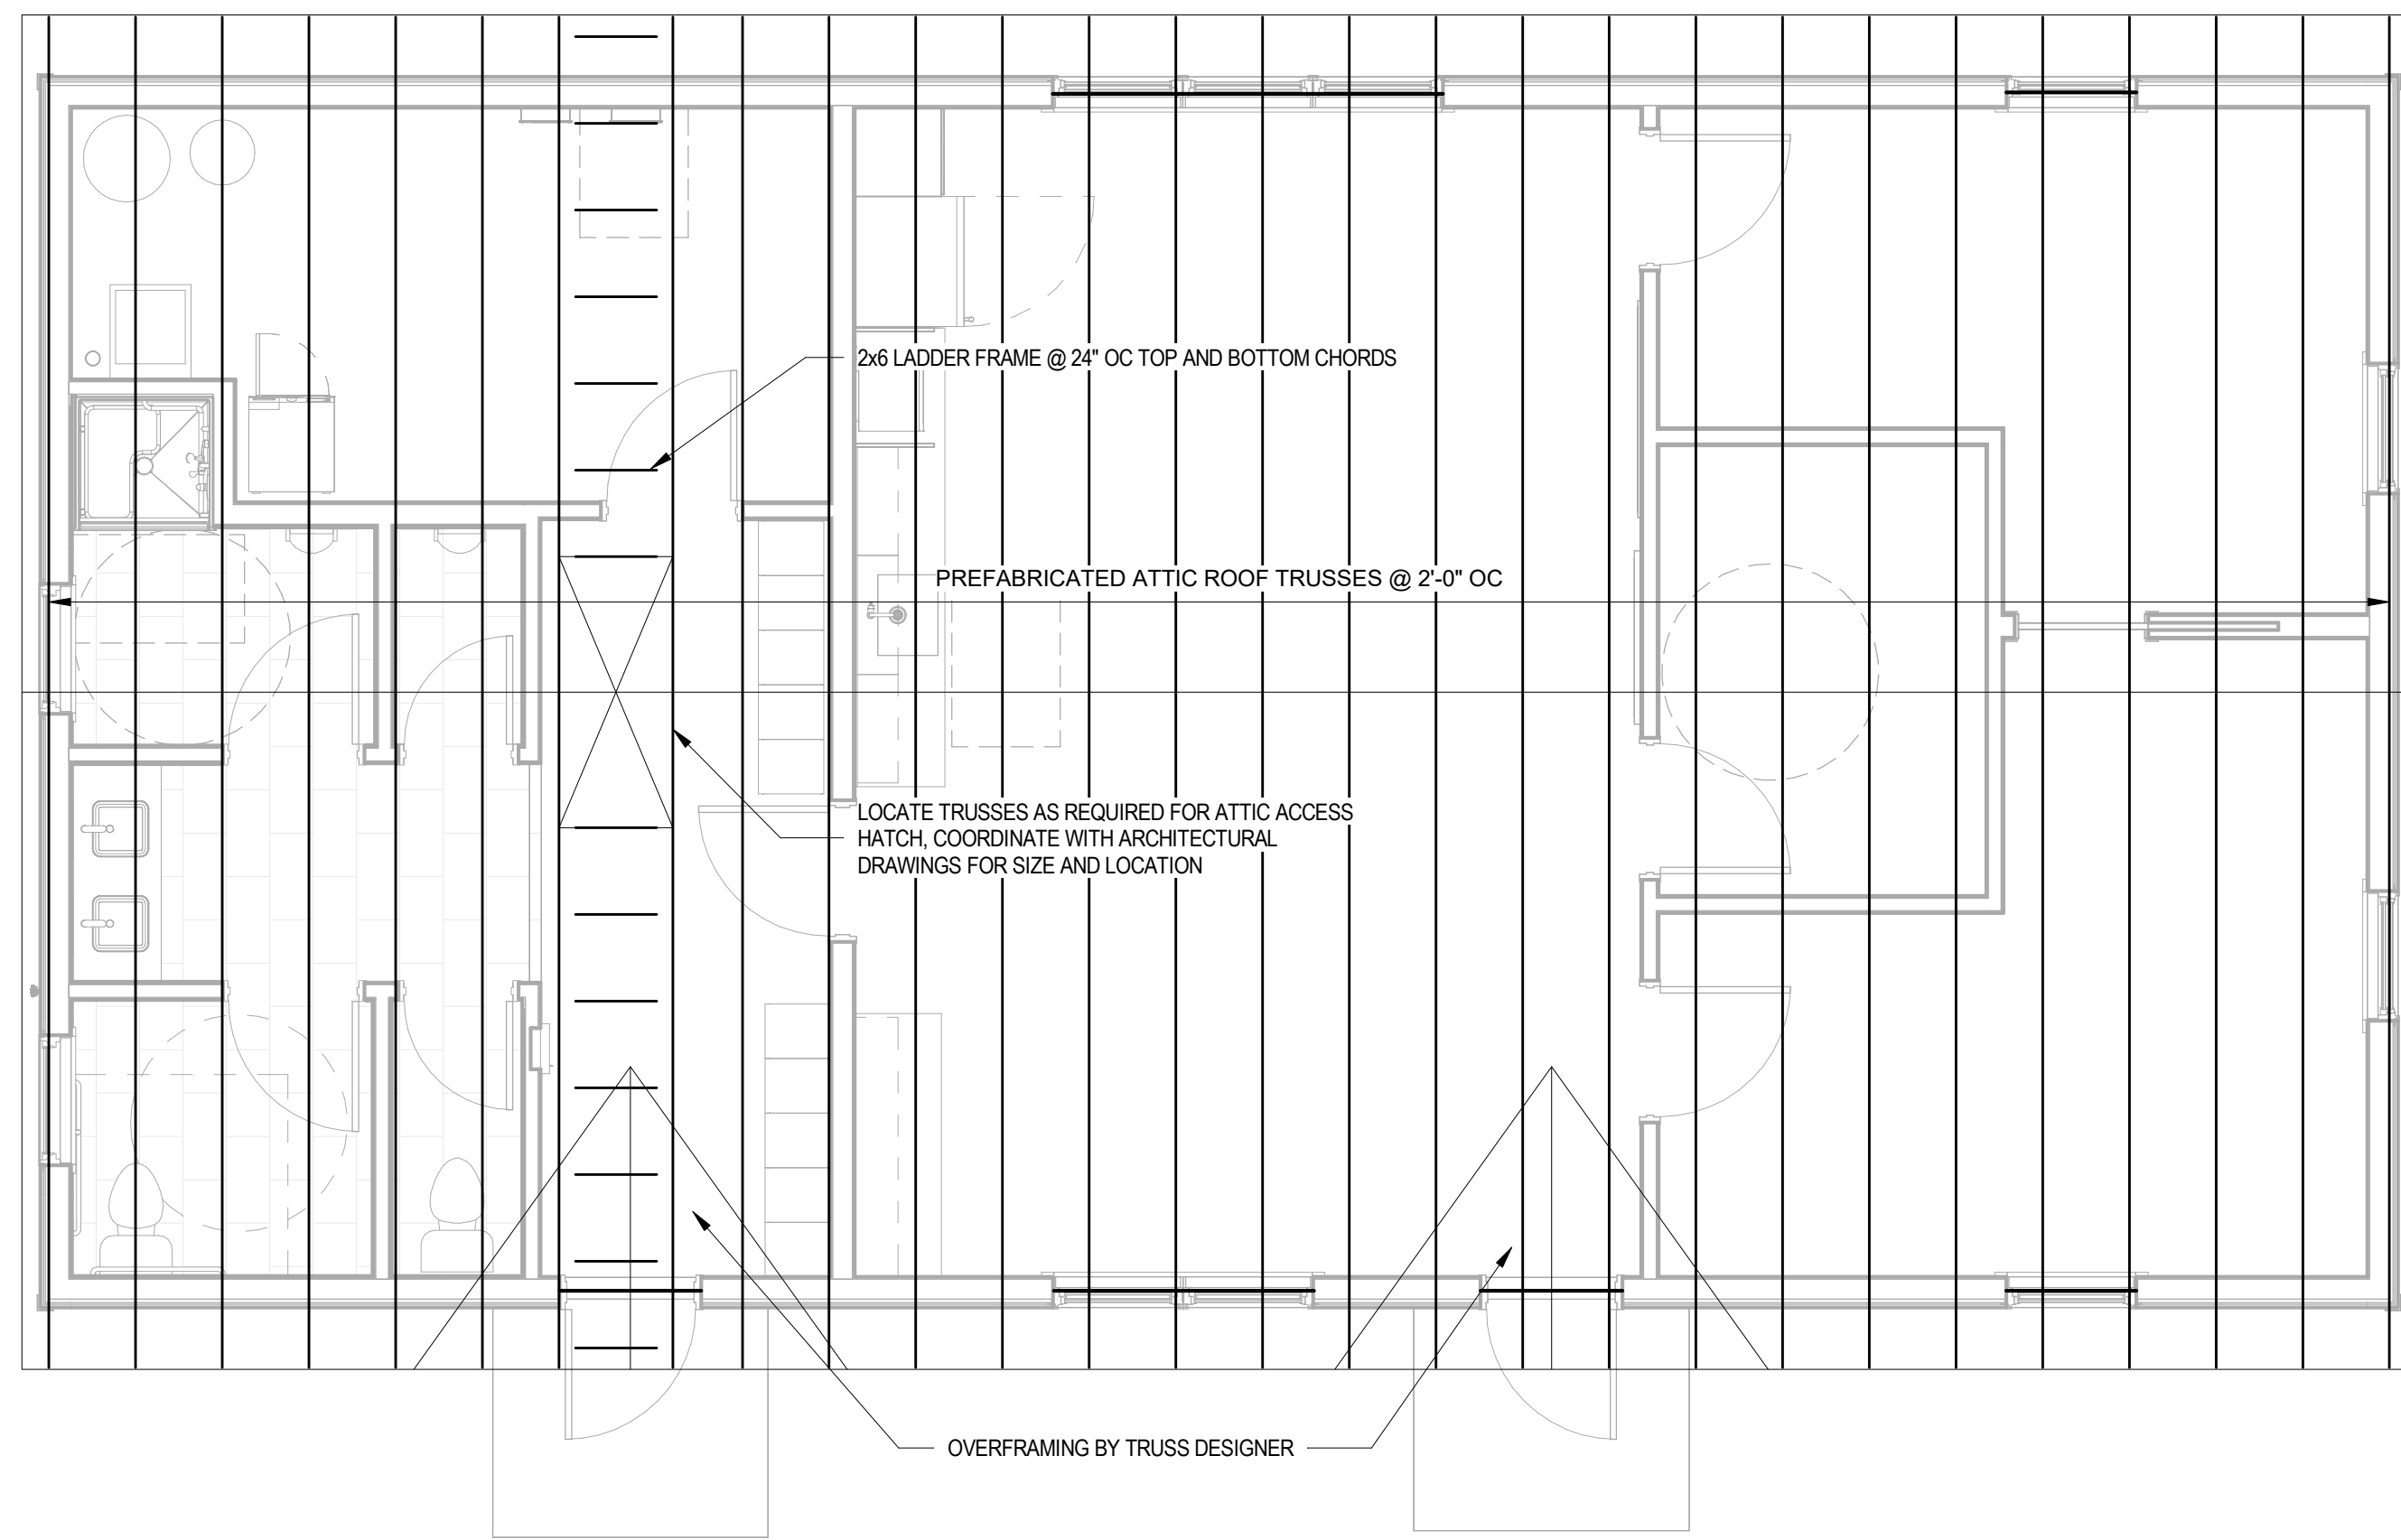 2x6 LADDER FRAME @ 24" OC TOP AND BOTTOM CHORDS
PREFABRICATED ATTIC ROOF TRUSSES @ 2'-0" OC
LOCATE TRUSSES AS REQUIRED FOR ATTIC ACCESS
HATCH, COORDINATE WITH ARCHITECTURAL
DRAWINGS FOR SIZE AND LOCATION
OVERFRAMING BY TRUSS DESIGNER